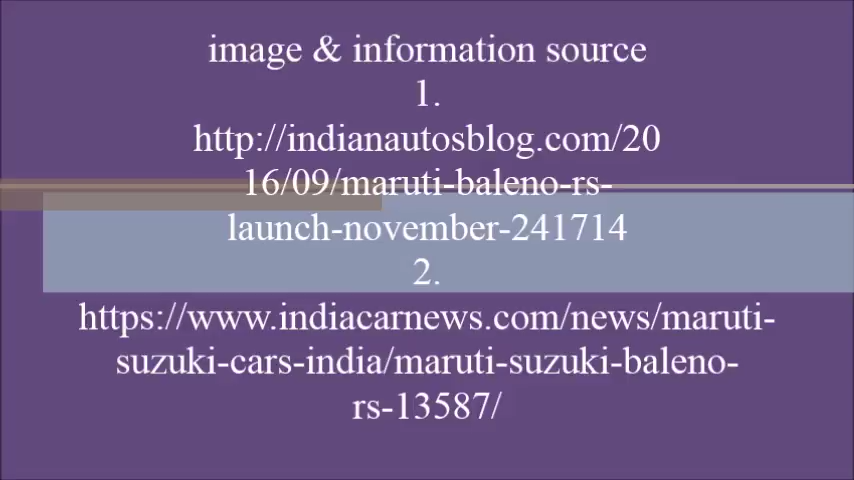 image & information source
1.
http://indianautosblog.com/20
16/09/maruti-baleno-rs-
launch-november-241714
2.
https://www.indiacarnews.com/news/maruti-
suzuki-cars-india/maruti-suzuki-baleno-
rs-13587/